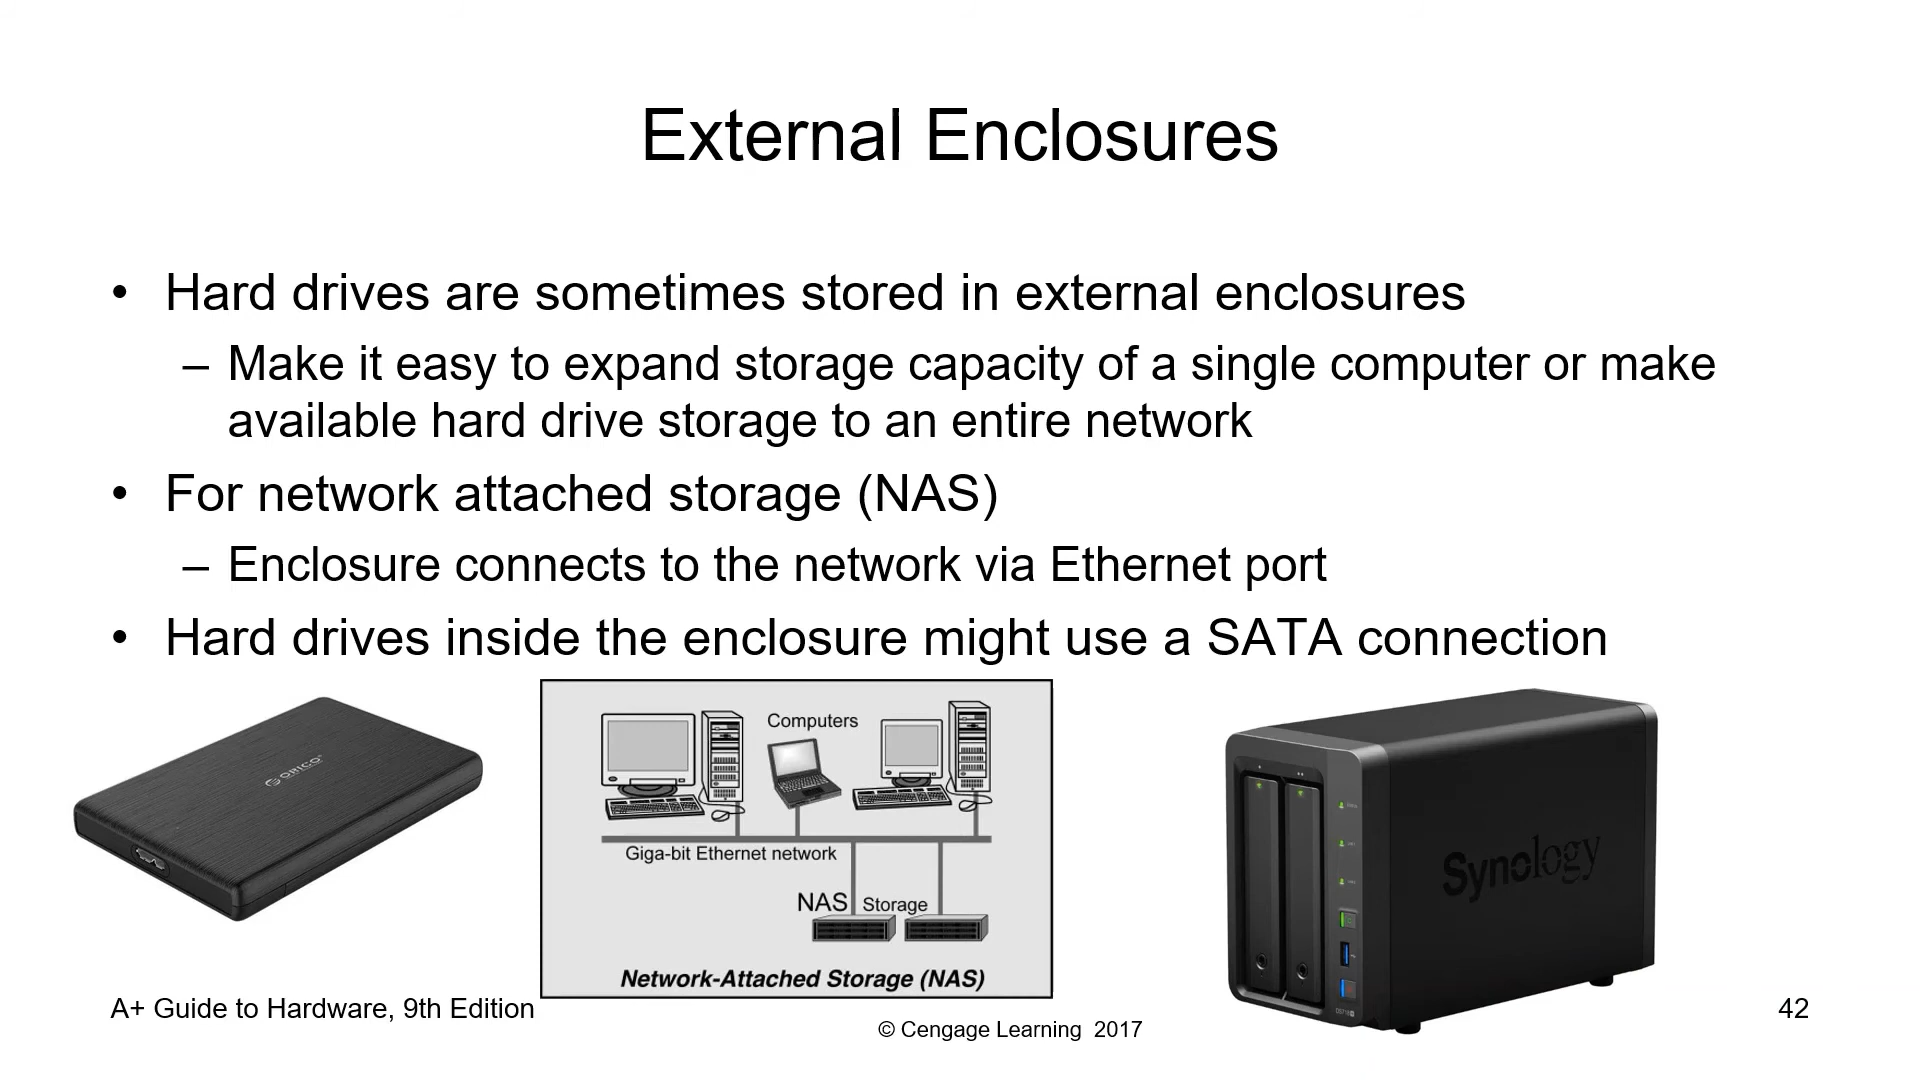 External Enclosures
• Hard drives are sometimes stored in external enclosures
– Make it easy to expand storage capacity of a single computer or make
available hard drive storage to an entire network
• For network attached storage (NAS)
– Enclosure connects to the network via Ethernet port
• Hard drives inside the enclosure might use a SATA connection
ORICO
Computers
Giga-bit Ethernet network
NAS Storage
Network-Attached Storage (NAS)
Synology
A+ Guide to Hardware, 9th Edition
© Cengage Learning 2017
42